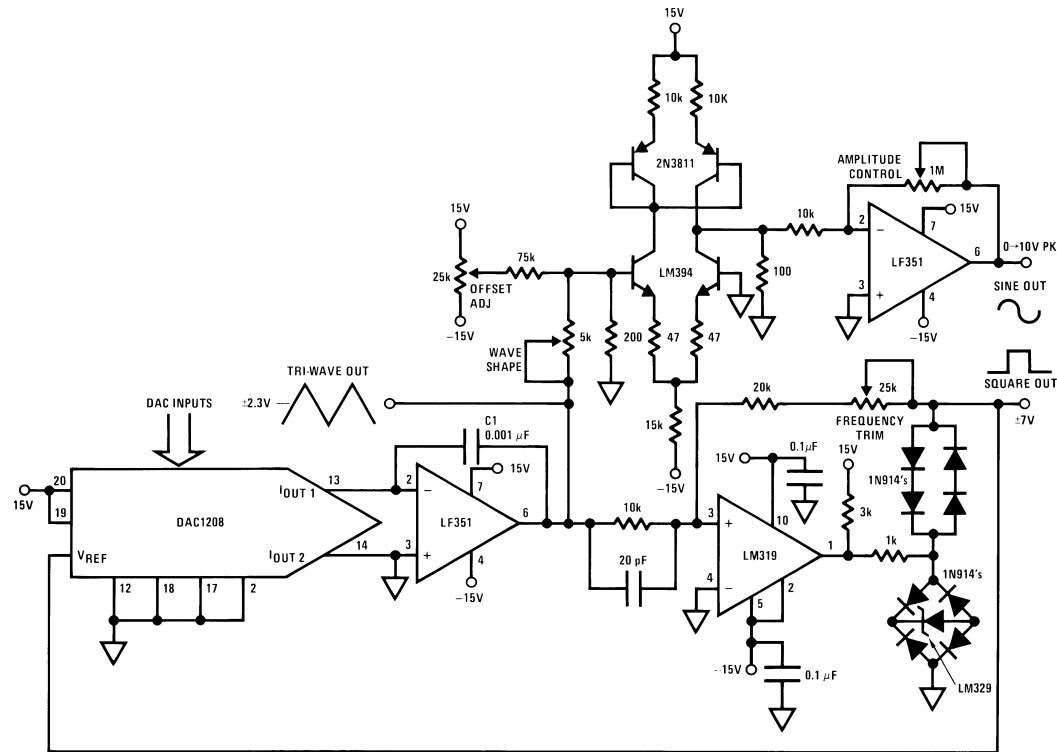 15V
10k
10K
2N3811
AMPLITUDE
CONTROL
1M
15V
10k
2
7
–
6
0→10V PK
LF351
3
+
4
–15V
SINE OUT
100
15V
75k
25k
OFFSET
ADJ
–15V
LM394
5k
200
47
47
WAVE
SHAPE
TRI-WAVE OUT
±2.3V
15k
–15V
20k
25k
FREQUENCY
TRIM
SQUARE OUT
±7V
DAC INPUTS
C1
0.001 µF
15V
0.1µF
15V
1N914's
3k
20
15V
19
IOUT 1
13
2
–
7
15V
6
LF351
10k
3
+
10
DAC1208
LM319
1
1k
VREF
IOUT 2
14
3
+
4
–15V
20 pF
4
–
5
2
1N914's
12
18
17
2
–15V
0.1 µF
LM329